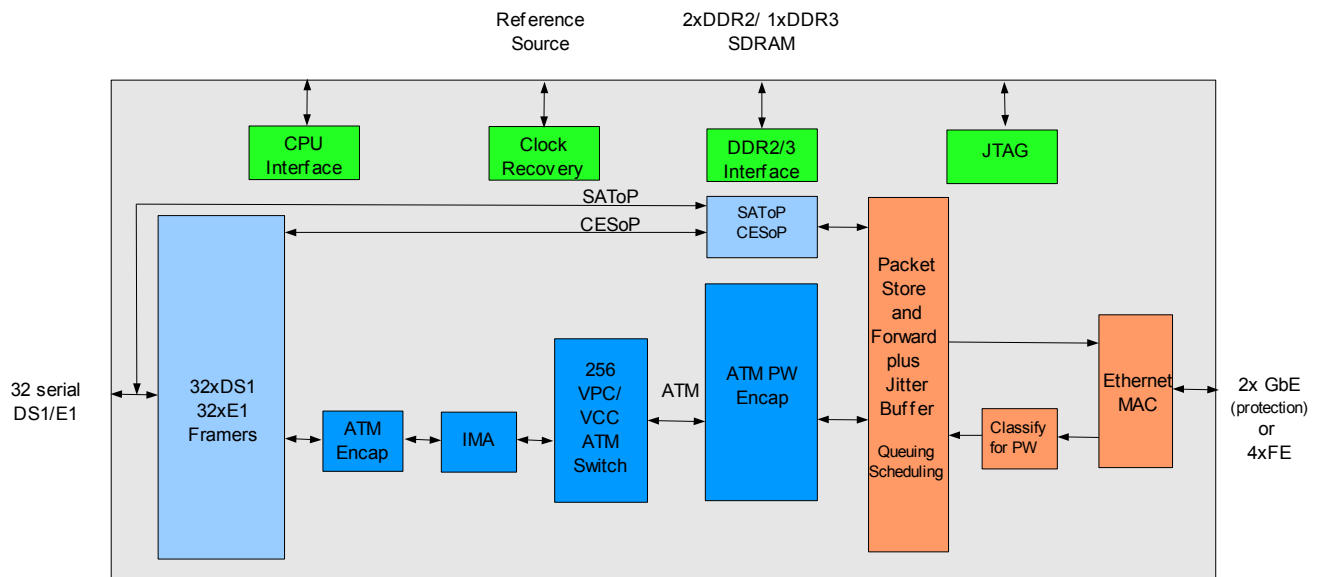 Reference
Source
2xDDR2/ 1xDDR3
SDRAM
CPU
Interface
Clock
Recovery
DDR2/3
Interface
JTAG
SAToP
CESoP
SAToP
CESoP
32 serial
DS1/E1
32xDS1
32xE1
Framers
ATM
Encap
IMA
256
VPC/
VCC
ATM
Switch
ATM
ATM PW
Encap
Packet
Store
and
Forward
plus
Jitter
Buffer
Queuing
Scheduling
Classify
for PW
Ethernet
MAC
2x GbE
(protection)
or
4xFE